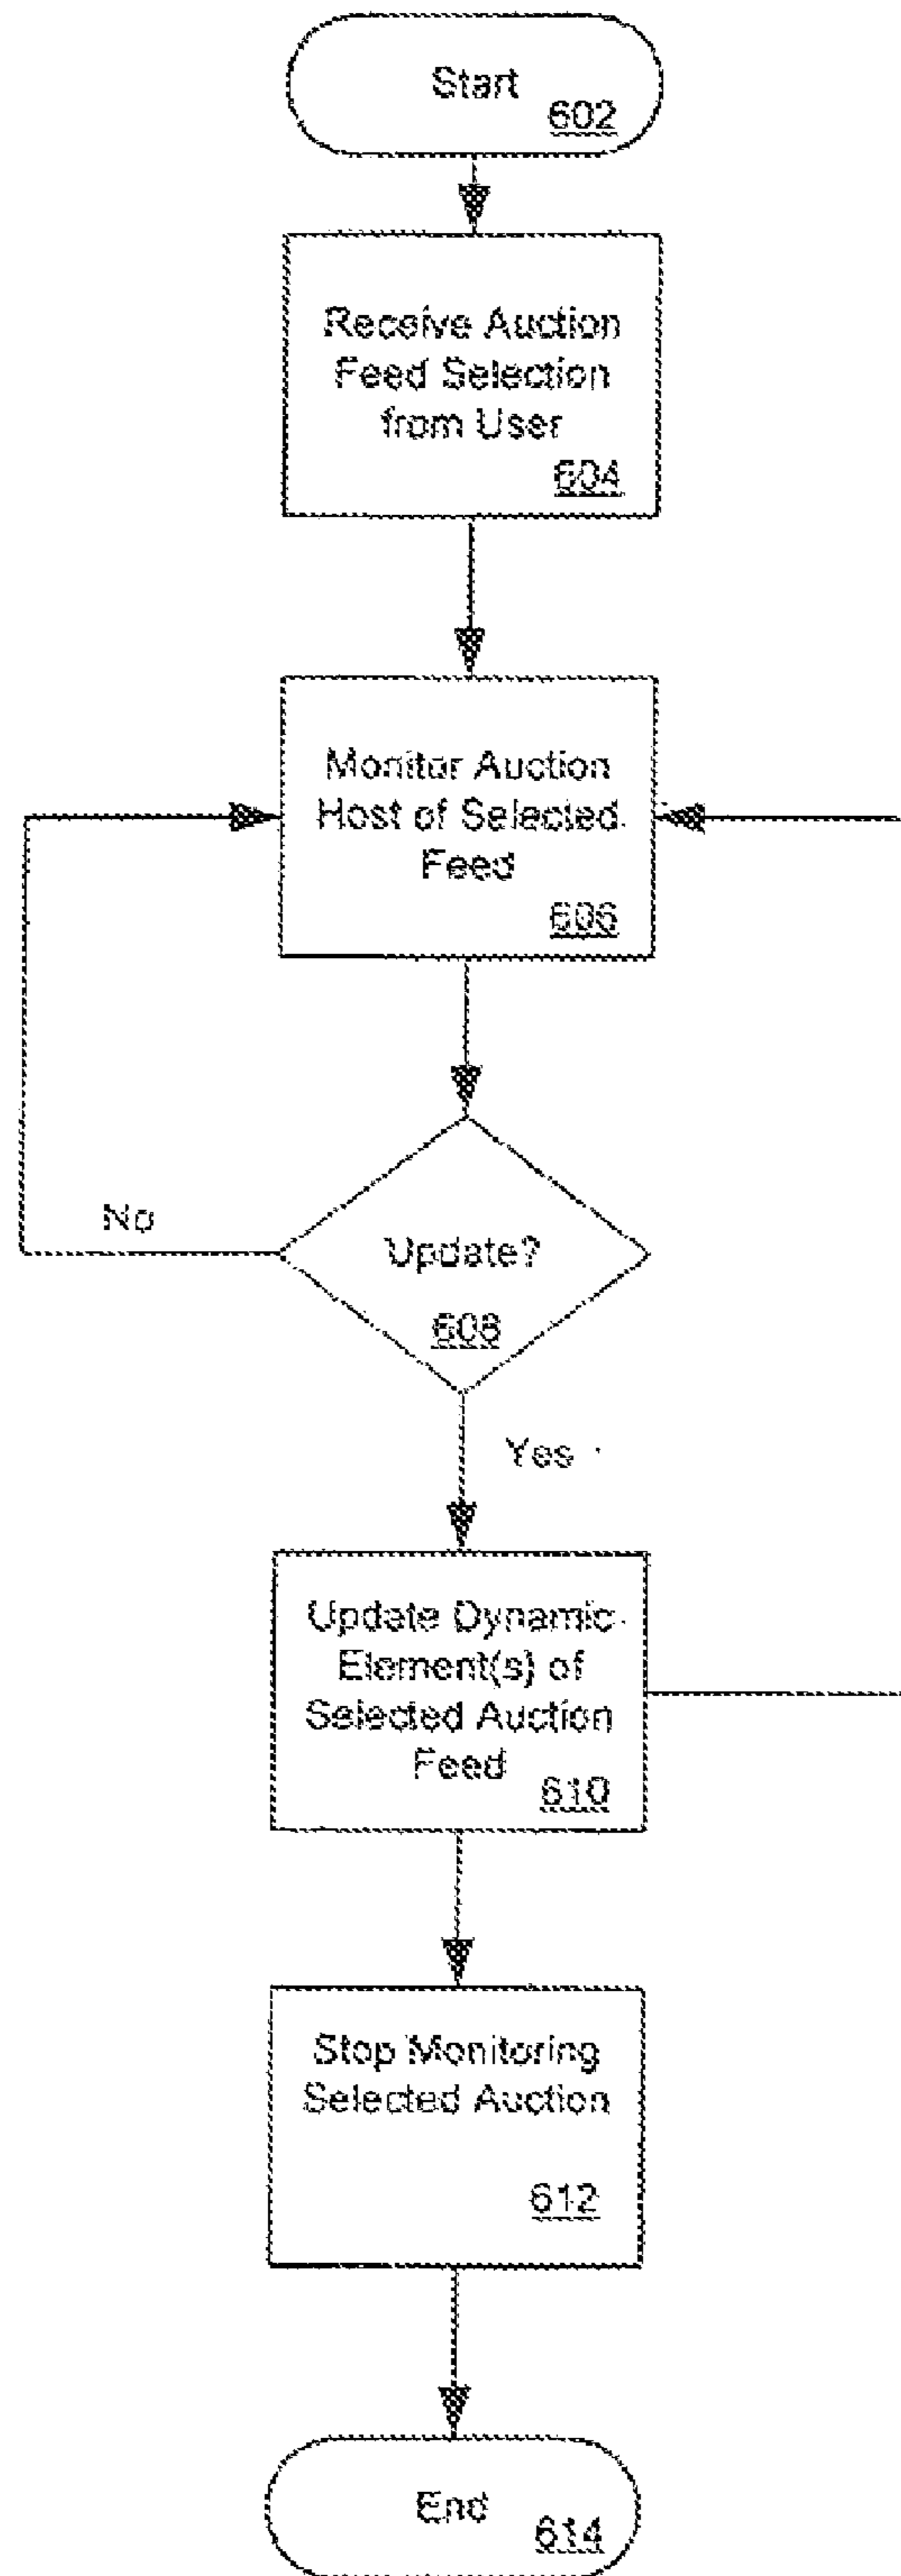 Start
602
Receive Auction
Feed Selection
from User
604
Monitor Auction
Host of Selected
Feed
606
No
Update?
608
Yes
Update Dynamic
Element(s) of
Selected Auction
Feed
610
Stop Monitoring
Selected Auction
612
End
614